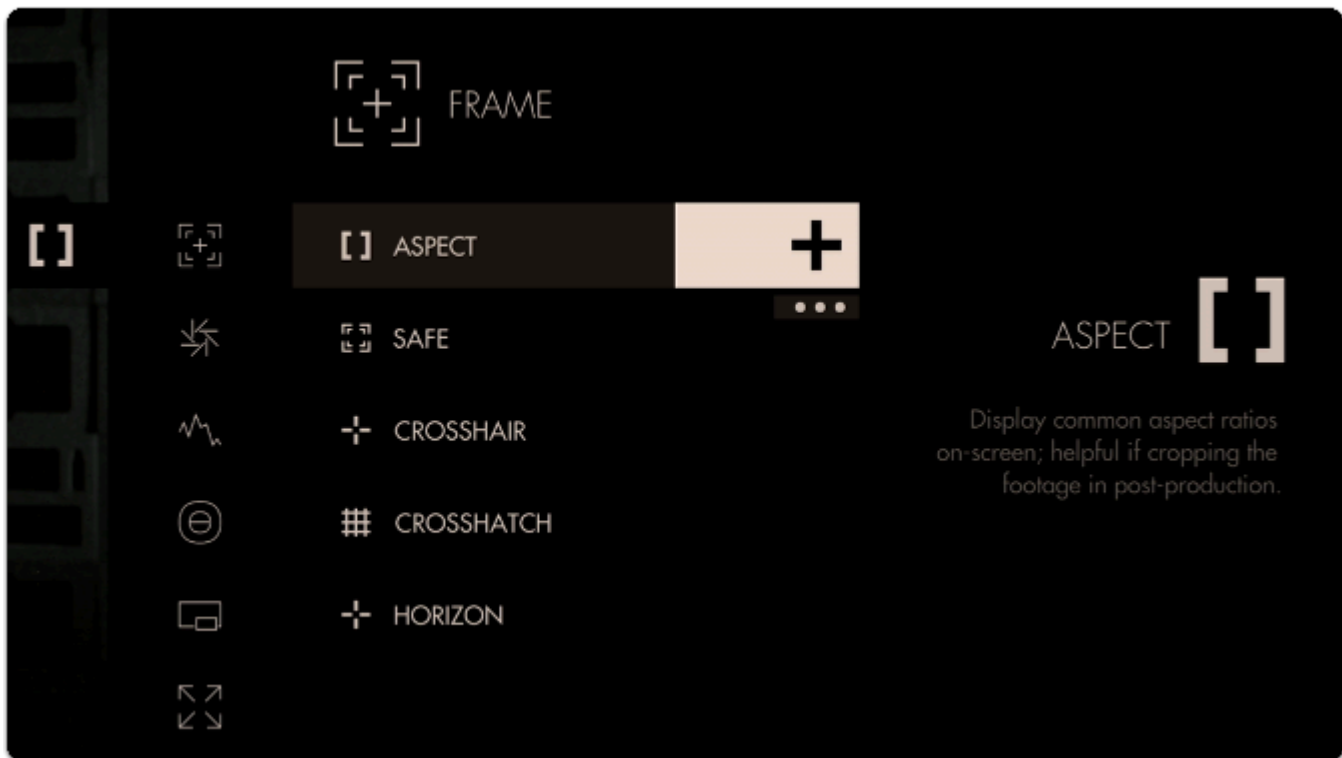 FRAME
ASPECT
SAFE
CROSSHAIR
CROSSHATCH
HORIZON
ASPECT
Display common aspect ratios
on-screen; helpful if cropping the
footage in post-production.